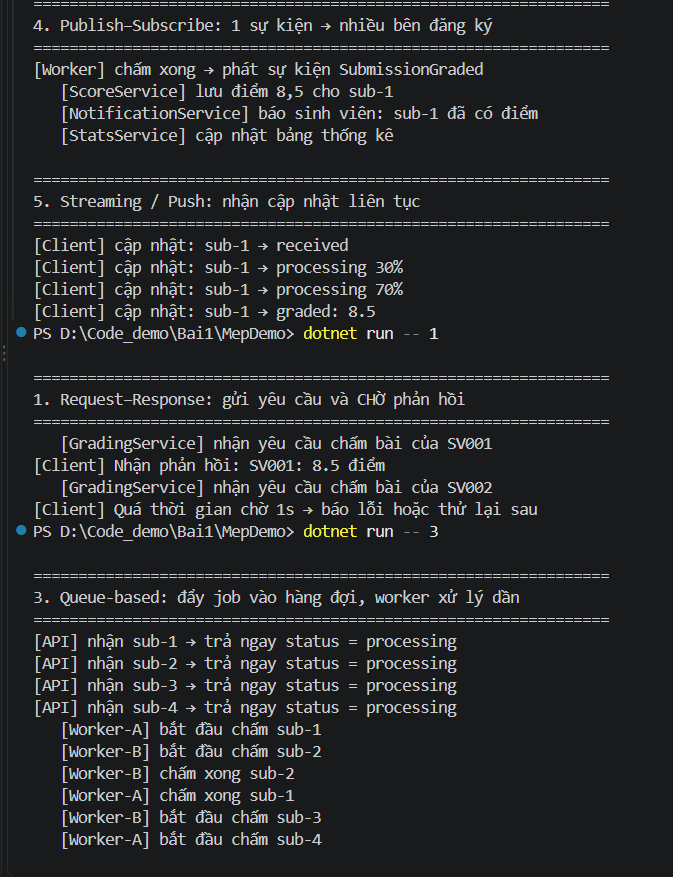 ================================================================
4. Publish–Subscribe: 1 sự kiện → nhiều bên đăng ký
================================================================
[Worker] chấm xong → phát sự kiện SubmissionGraded
   [ScoreService] lưu điểm 8,5 cho sub-1
   [NotificationService] báo sinh viên: sub-1 đã có điểm
   [StatsService] cập nhật bảng thống kê
================================================================
5. Streaming / Push: nhận cập nhật liên tục
================================================================
[Client] cập nhật: sub-1 → received
[Client] cập nhật: sub-1 → processing 30%
[Client] cập nhật: sub-1 → processing 70%
[Client] cập nhật: sub-1 → graded: 8.5
PS D:\Code_demo\Bai1\MepDemo> dotnet run -- 1
================================================================
1. Request–Response: gửi yêu cầu và CHỜ phản hồi
================================================================
   [GradingService] nhận yêu cầu chấm bài của SV001
[Client] Nhận phản hồi: SV001: 8.5 điểm
   [GradingService] nhận yêu cầu chấm bài của SV002
[Client] Quá thời gian chờ 1s → báo lỗi hoặc thử lại sau
PS D:\Code_demo\Bai1\MepDemo> dotnet run -- 3
================================================================
3. Queue-based: đẩy job vào hàng đợi, worker xử lý dần
================================================================
[API] nhận sub-1 → trả ngay status = processing
[API] nhận sub-2 → trả ngay status = processing
[API] nhận sub-3 → trả ngay status = processing
[API] nhận sub-4 → trả ngay status = processing
   [Worker-A] bắt đầu chấm sub-1
   [Worker-B] bắt đầu chấm sub-2
   [Worker-B] chấm xong sub-2
   [Worker-A] chấm xong sub-1
   [Worker-B] bắt đầu chấm sub-3
   [Worker-A] bắt đầu chấm sub-4